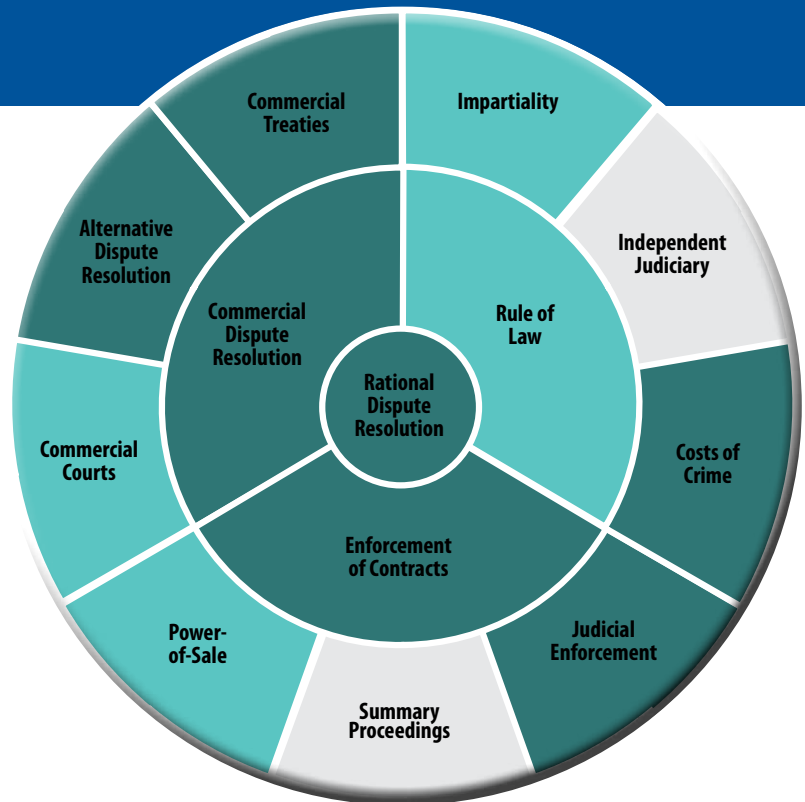 Commercial
Treaties
Impartiality
Alternative
Dispute
Resolution
Independent
Judiciary
Commercial
Dispute
Resolution
Rule of
Law
Rational
Dispute
Resolution
Commercial
Courts
Costs of
Crime
Enforcement
of Contracts
Power-
of-Sale
Judicial
Enforcement
Summary
Proceedings